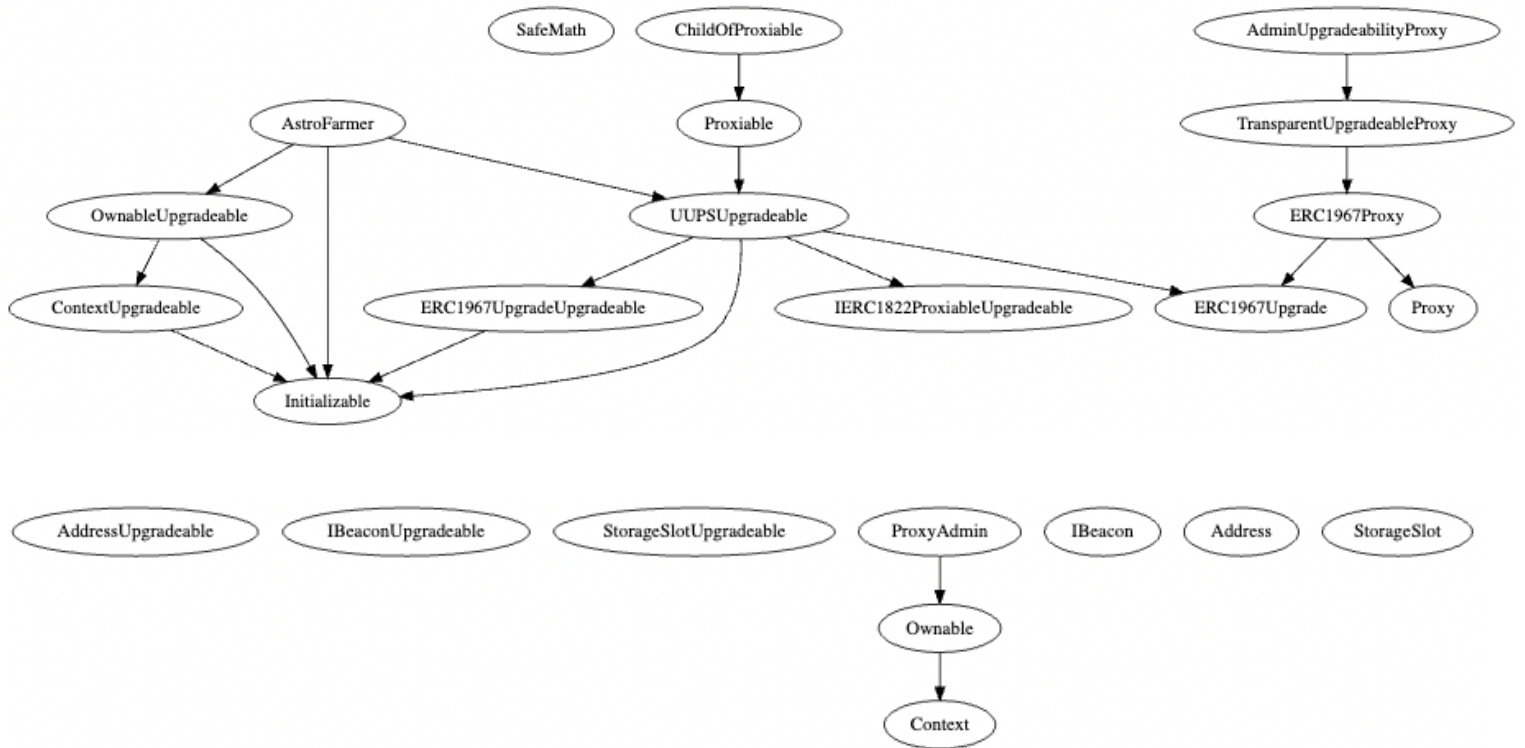 SafeMath
ChildOfProxiable
AdminUpgradeabilityProxy
AstroFarmer
Proxiable
TransparentUpgradeableProxy
OwnableUpgradeable
UUPSUpgradeable
ERC1967Proxy
ContextUpgradeable
ERC1967UpgradeUpgradeable
IERC1822ProxiableUpgradeable
ERC1967Upgrade
Proxy
Initializable
AddressUpgradeable
IBeaconUpgradeable
StorageSlotUpgradeable
ProxyAdmin
IBeacon
Address
StorageSlot
Ownable
Context